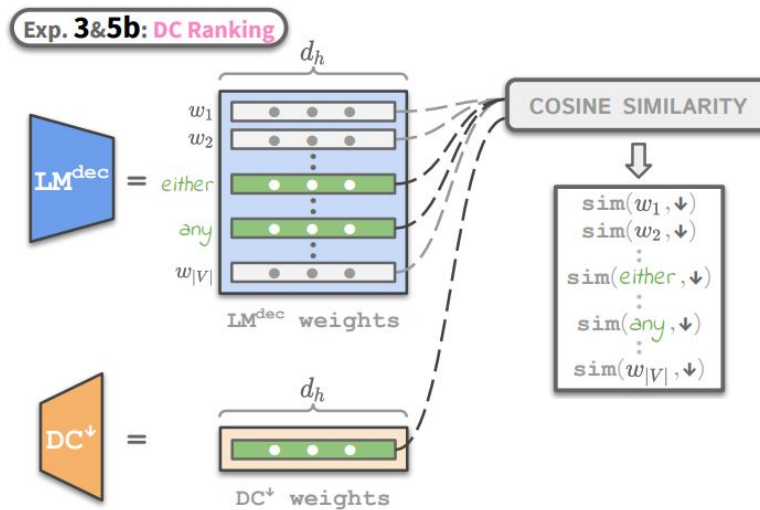 Exp. 3&5b: DC Ranking
d_h
w_1
w_2
either
any
w_|V|
LM^dec =
LM^dec weights
COSINE SIMILARITY
sim(w_1,↓)
sim(w_2,↓)
sim(either,↓)
sim(any,↓)
sim(w_|V|,↓)
d_h
DC^↓ =
DC^↓ weights